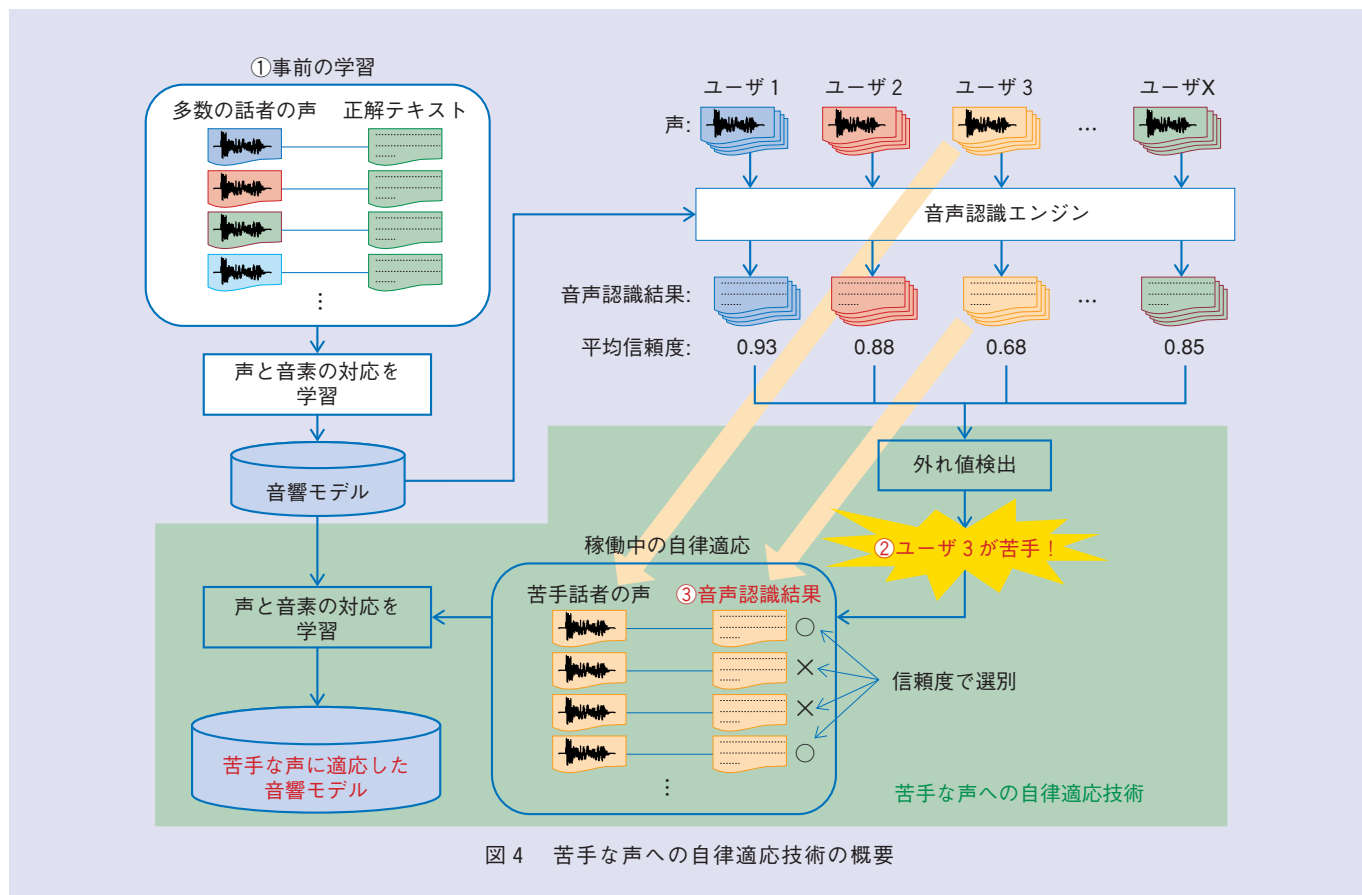 ①事前の学習
多数の話者の声 正解テキスト
⋮
声と音素の対応を
学習
音響モデル
ユーザ1 ユーザ2 ユーザ3 ユーザX
声: …
音声認識エンジン
音声認識結果: …
平均信頼度: 0.93 0.88 0.68 0.85
外れ値検出
②ユーザ3が苦手！
稼働中の自律適応
苦手話者の声 ③音声認識結果
○
×
×
○
⋮
信頼度で選別
声と音素の対応を
学習
苦手な声に適応した
音響モデル
苦手な声への自律適応技術
図4 苦手な声への自律適応技術の概要